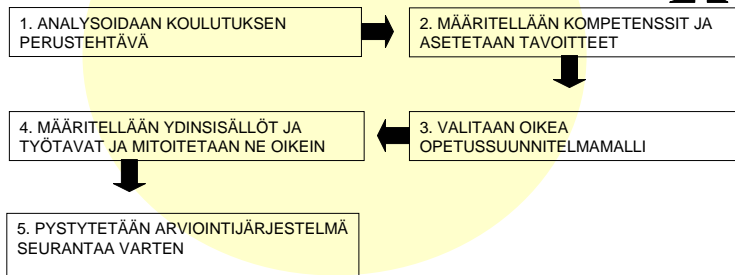 1. ANALYSOIDAAN KOULUTUKSEN
PERUSTEHTÄVÄ
2. MÄÄRITELLÄÄN KOMPETENSSIT JA
ASETETAAN TAVOITTEET
3. VALITAAN OIKEA
OPETUSSUUNNITELMAMALLI
4. MÄÄRITELLÄÄN YDINSISÄLLÖT JA
TYÖTAVAT JA MITOITETAAN NE OIKEIN
5. PYSTYTETÄÄN ARVIOINTIJÄRJESTELMÄ
SEURANTAA VARTEN